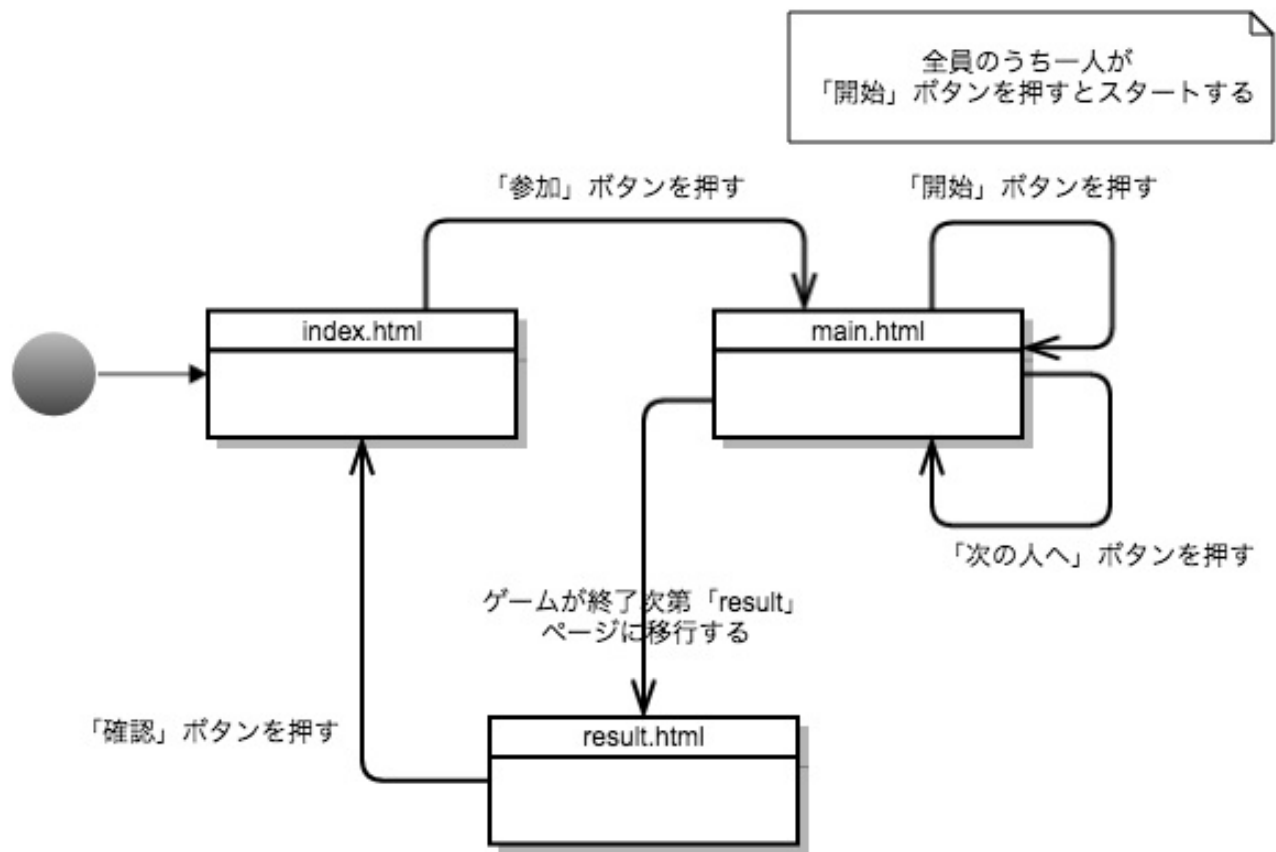 全員のうち一人が
「開始」ボタンを押すとスタートする
「参加」ボタンを押す
「開始」ボタンを押す
index.html
main.html
「次の人へ」ボタンを押す
ゲームが終了次第「result」
ページに移行する
「確認」ボタンを押す
result.html